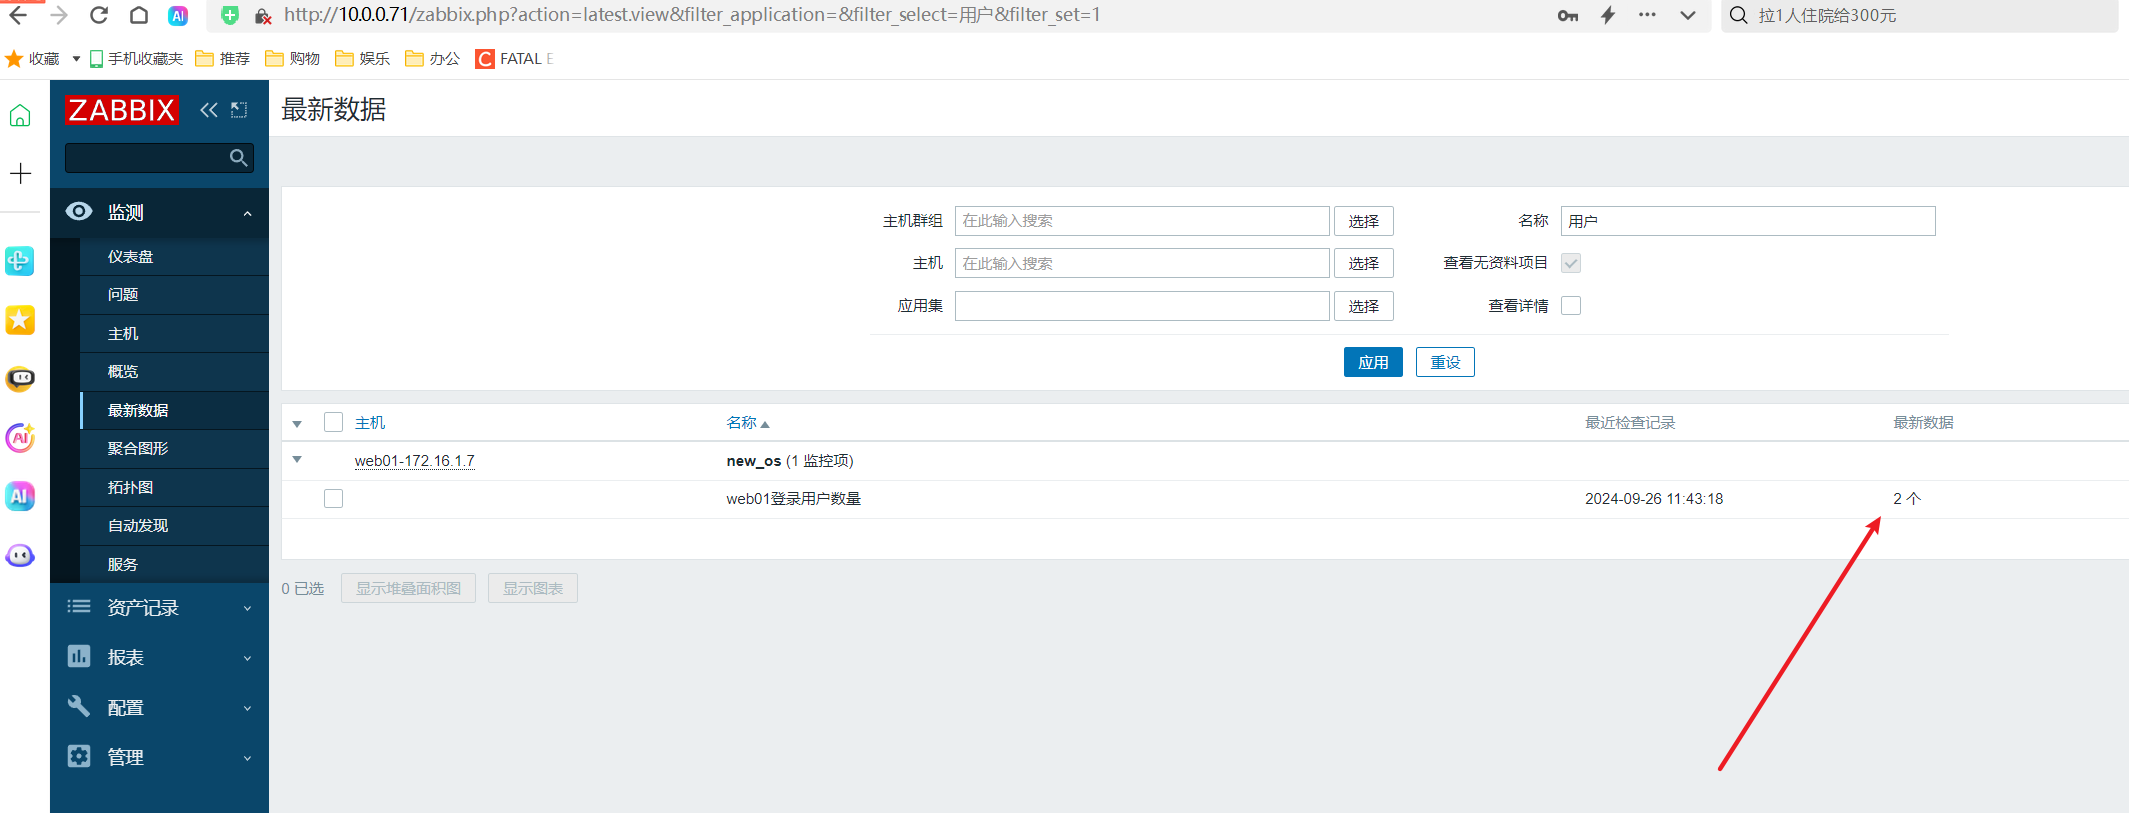 http://10.0.0.71/zabbix.php?action=latest.view&filter_application=&filter_select=用户&filter_set=1
拉1人住院给300元
收藏
手机收藏夹
推荐
购物
娱乐
办公
FATAL E
ZABBIX
最新数据
监测
仪表盘
问题
主机
概览
最新数据
聚合图形
拓扑图
自动发现
服务
资产记录
报表
配置
管理
主机群组 在此输入搜索 选择 名称 用户
主机 在此输入搜索 选择 查看无资料项目
应用集 选择 查看详情
应用 重设
主机 名称 最近检查记录 最新数据
web01-172.16.1.7 new_os (1 监控项)
web01登录用户数量 2024-09-26 11:43:18 2 个
0 已选 显示堆叠面积图 显示图表
AI
AI
AI